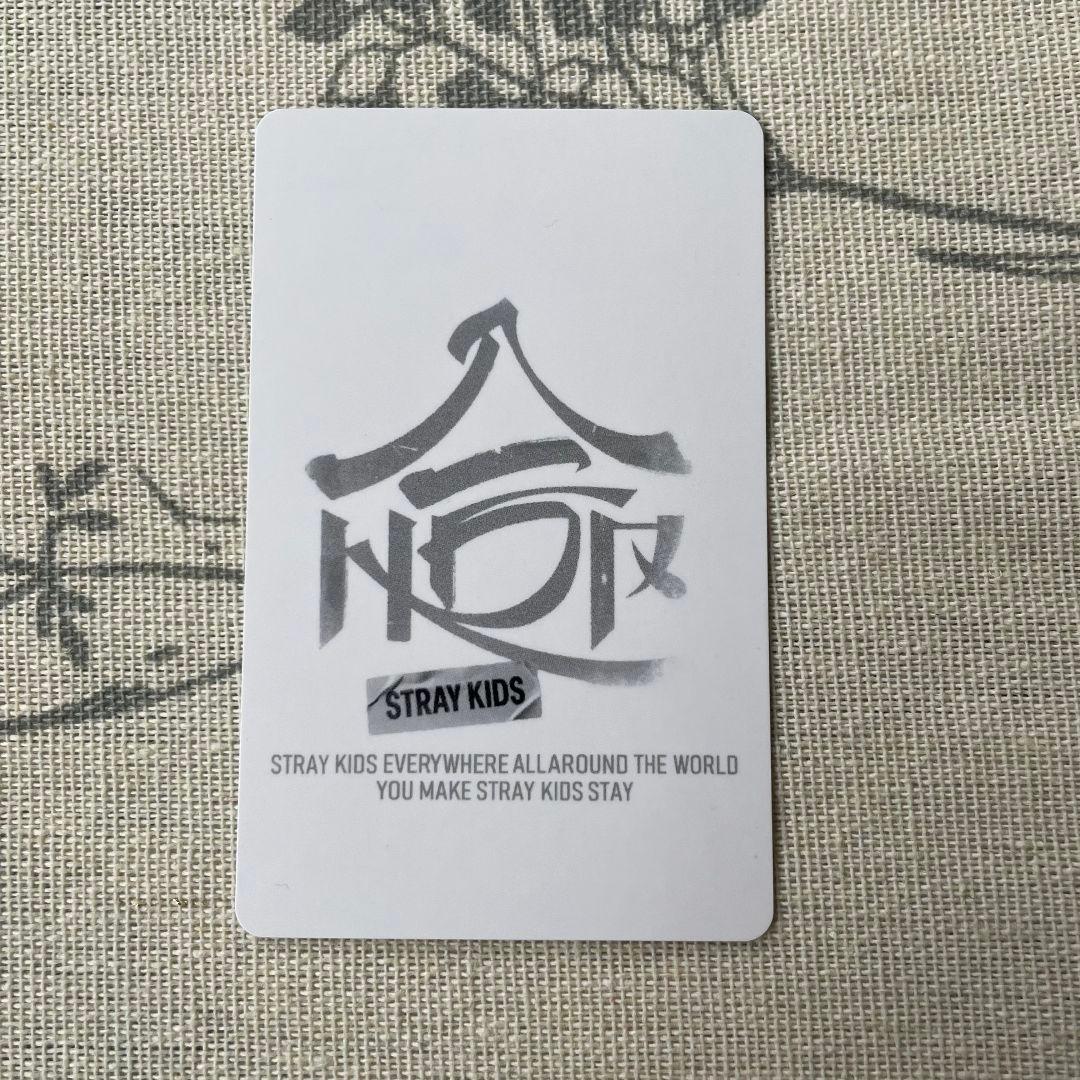 STRAY KIDS
STRAY KIDS EVERYWHERE ALLAROUND THE WORLD
YOU MAKE STRAY KIDS STAY